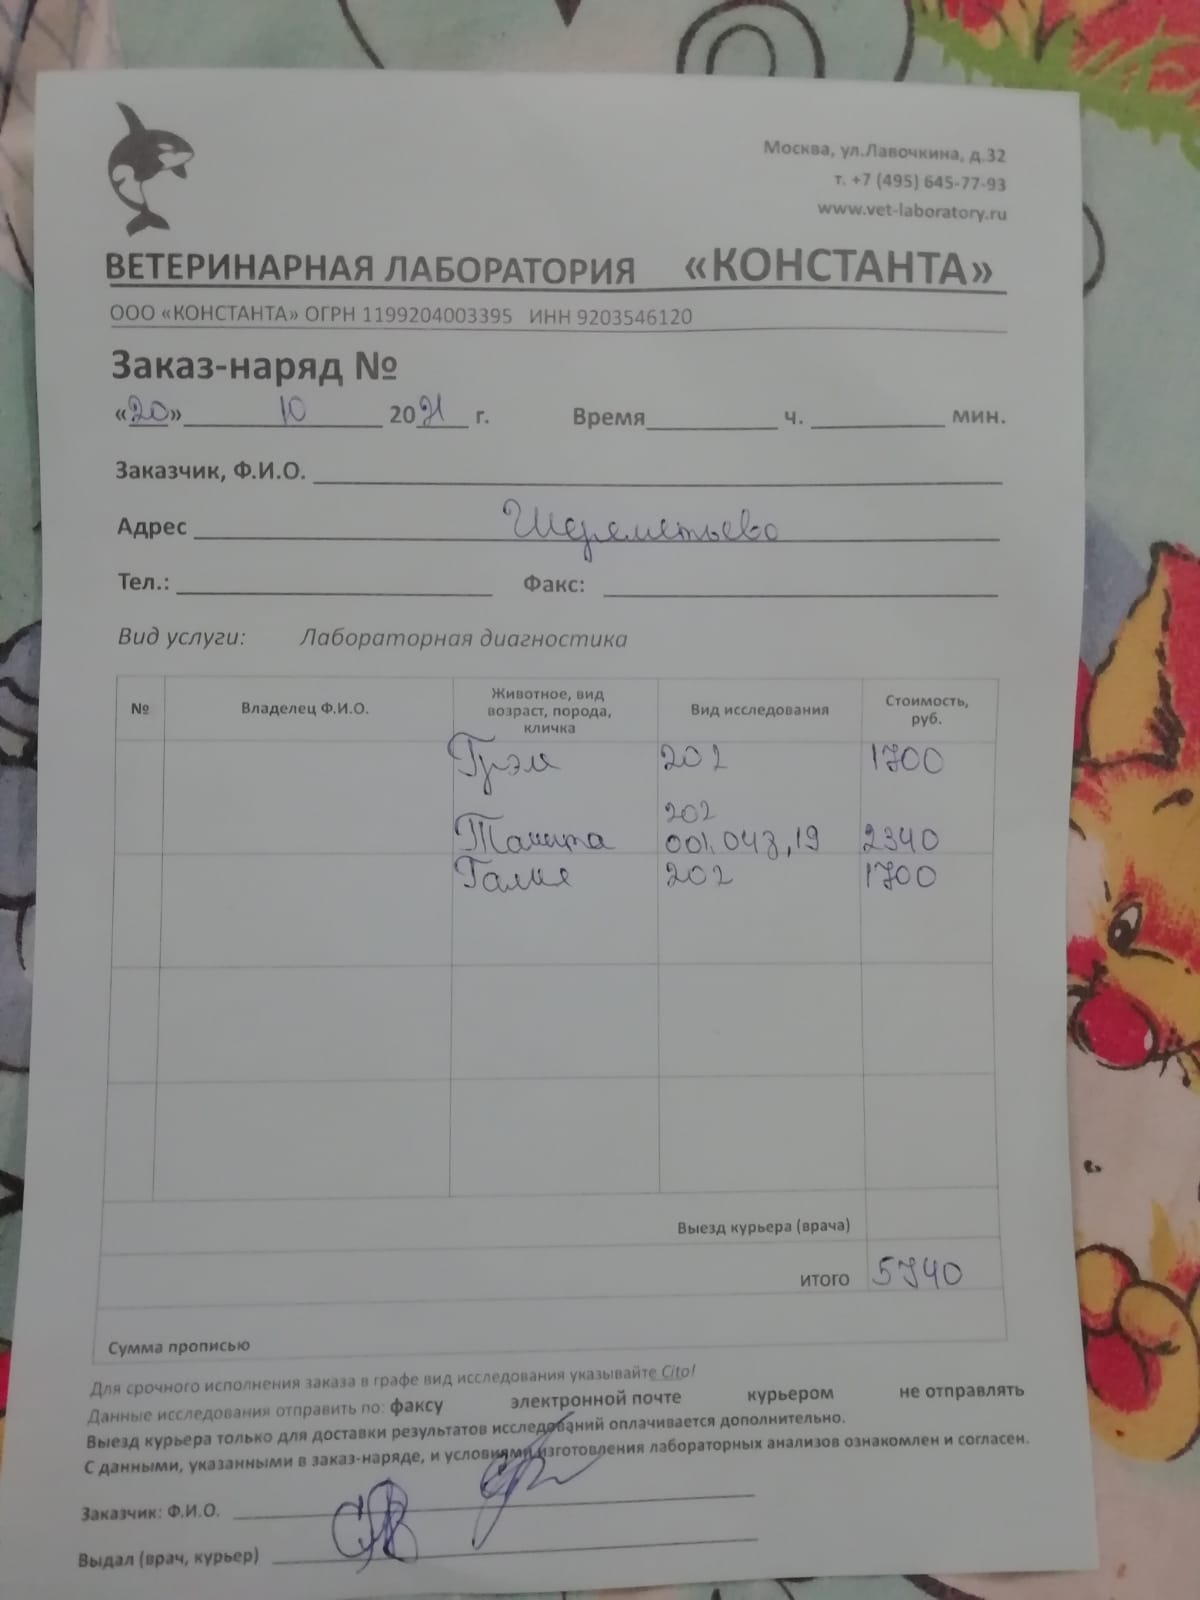 Москва, ул.Лавочкина, д.32
т. +7 (495) 645-77-93
www.vet-laboratory.ru
ВЕТЕРИНАРНАЯ ЛАБОРАТОРИЯ «КОНСТАНТА»
ООО «КОНСТАНТА» ОГРН 1199204003395 ИНН 9203546120
Заказ-наряд №
«20» 10 2021 г. Время ч. мин.
Заказчик, Ф.И.О.
Адрес Шереметьево
Тел.: Факс:
Вид услуги: Лабораторная диагностика
№ Владелец Ф.И.О. Животное, вид возраст, порода, кличка Вид исследования Стоимость, руб.
Грэя 202 1700
202
001.043,19 2340
202 1700
Выезд курьера (врача)
итого 5740
Сумма прописью
Для срочного исполнения заказа в графе вид исследования указывайте Cito!
Данные исследования отправить по: факсу электронной почте курьером не отправлять
Выезд курьера только для доставки результатов исследований оплачивается дополнительно.
С данными, указанными в заказ-наряде, и условиями изготовления лабораторных анализов ознакомлен и согласен.
Заказчик: Ф.И.О.
Выдал (врач, курьер)